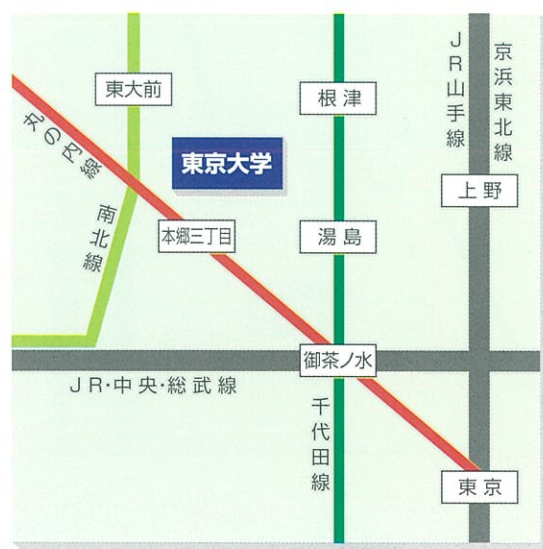 東大前
根津
JR山手線
京浜東北線
丸の内線
東京大学
上野
南北線
本郷三丁目
湯島
御茶ノ水
JR・中央・総武線
千代田線
東京